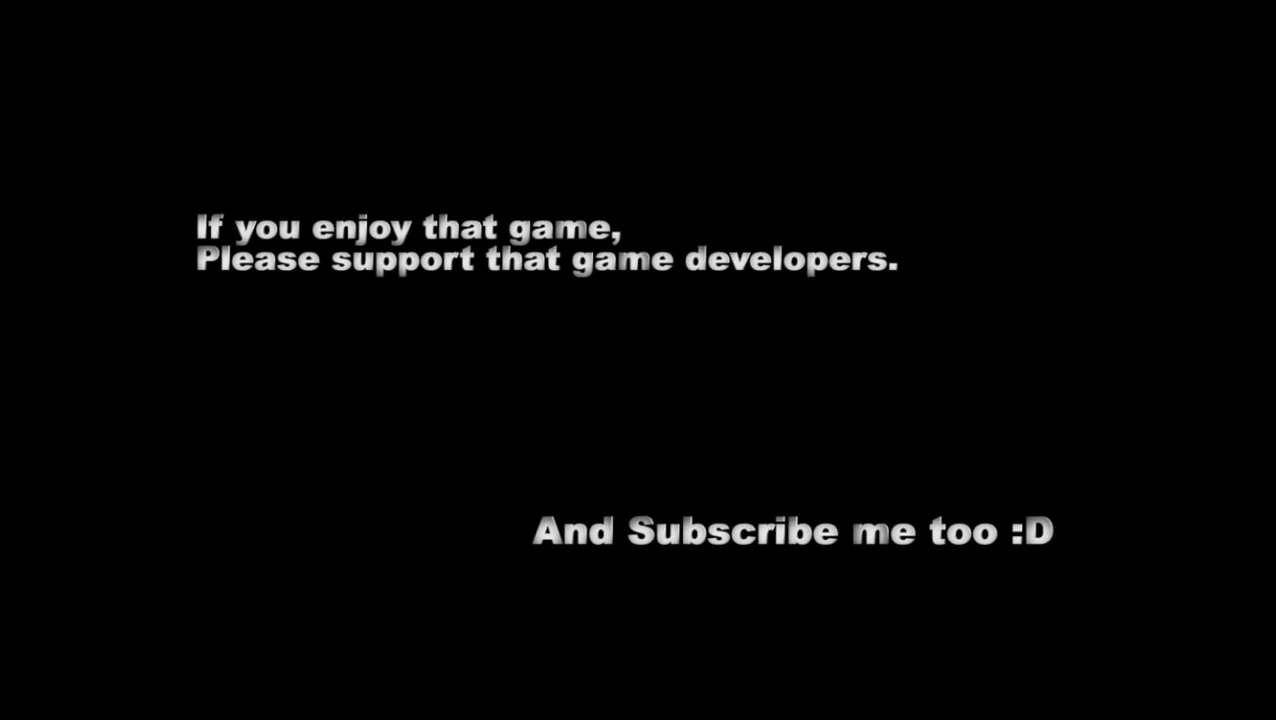 If you enjoy that game,
Please support that game developers.
And Subscribe me too :D